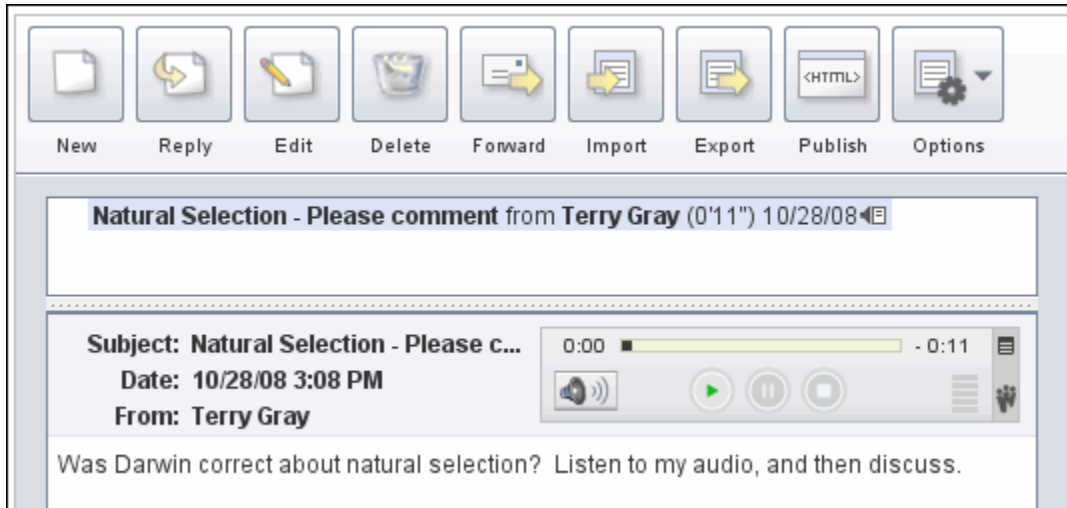 <HTML>
New Reply Edit Delete Forward Import Export Publish Options
Natural Selection - Please comment from Terry Gray (0'11") 10/28/08
Subject: Natural Selection - Please c...
0:00 - 0:11
Date: 10/28/08 3:08 PM
From: Terry Gray
Was Darwin correct about natural selection? Listen to my audio, and then discuss.